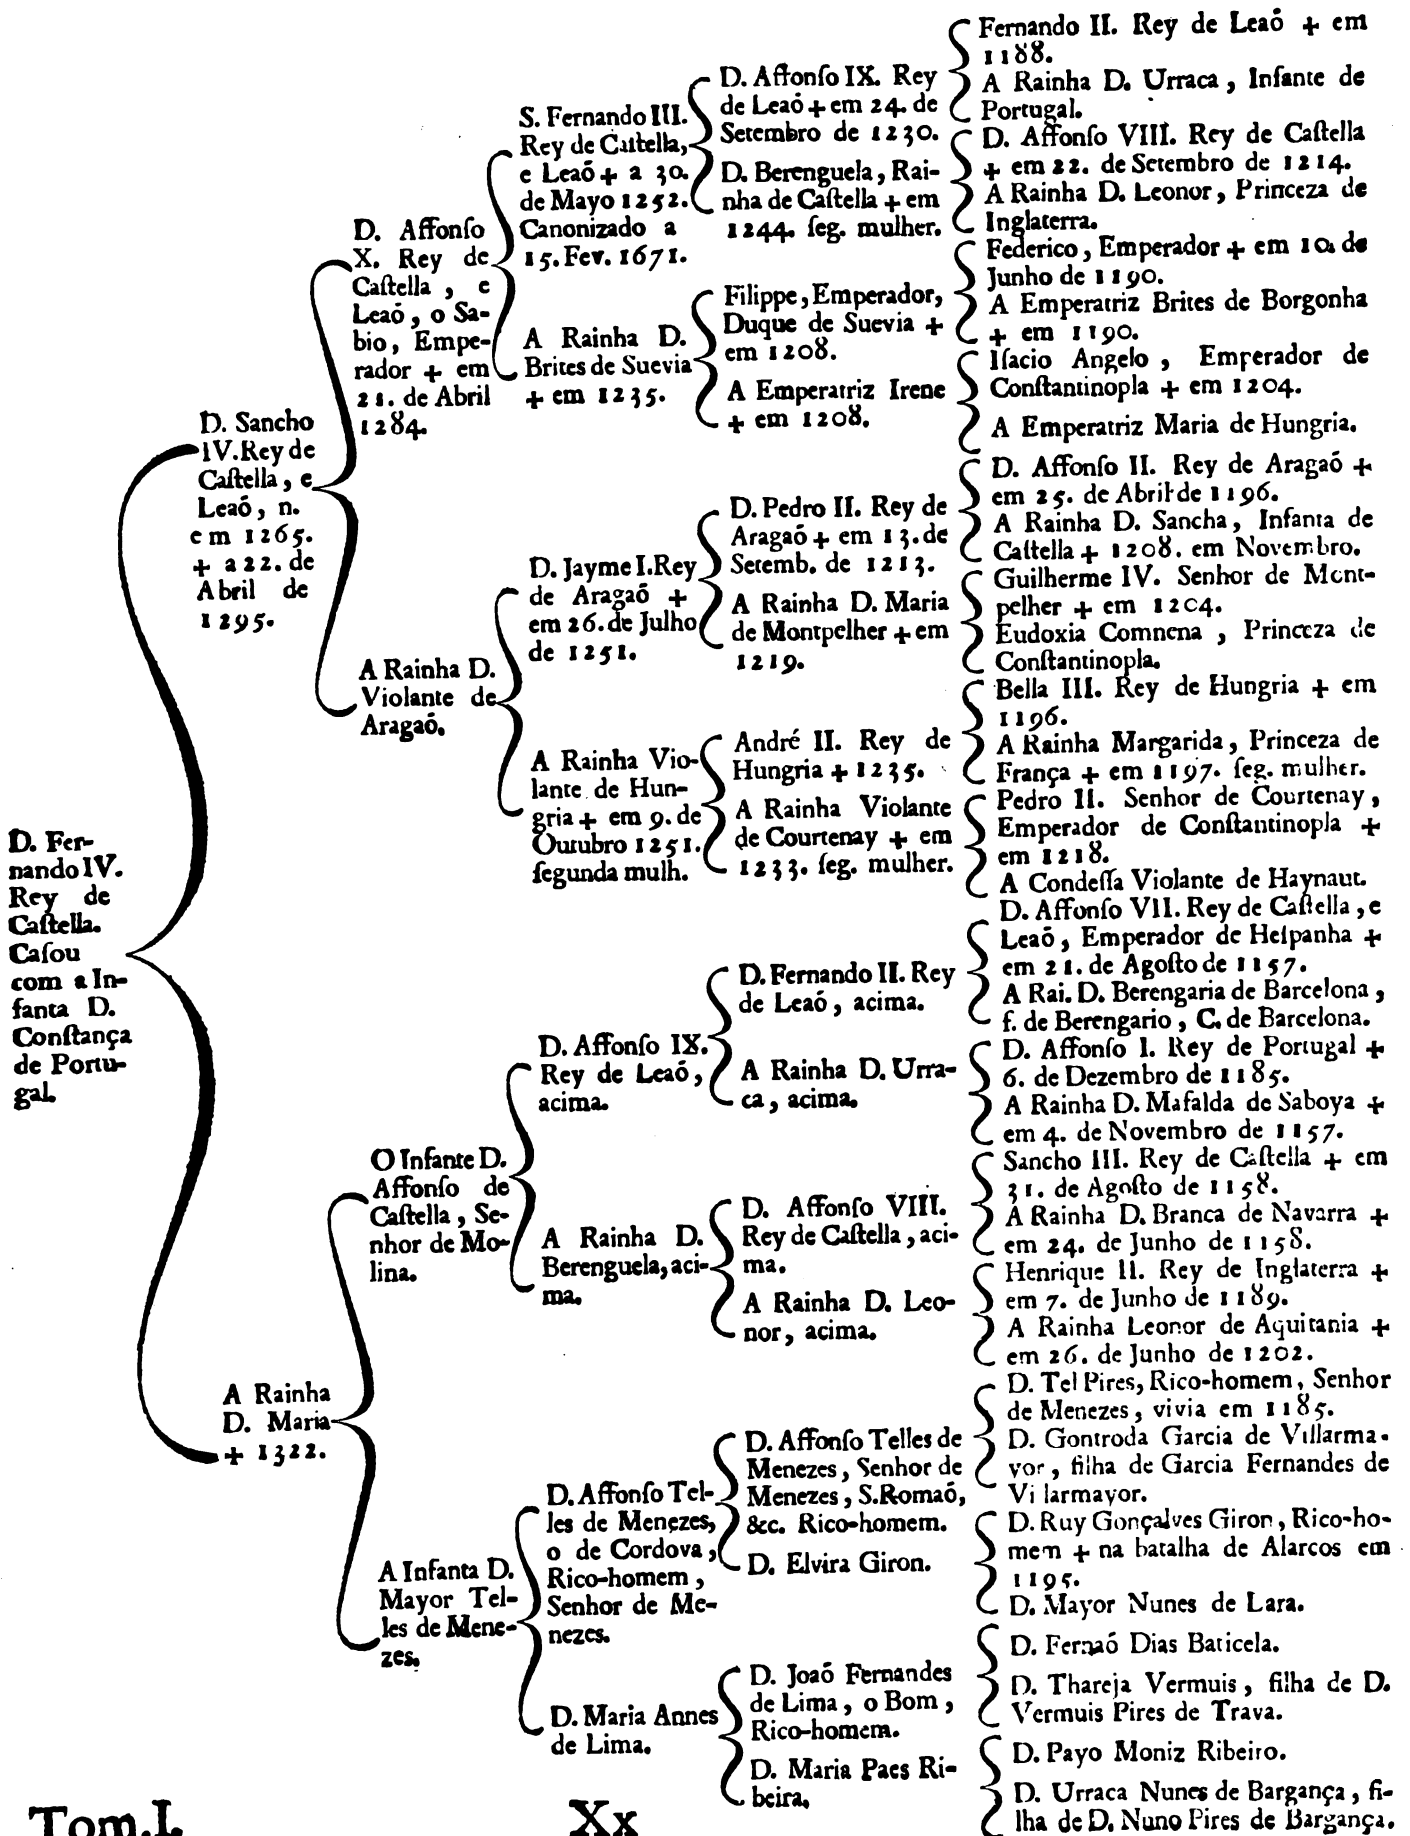 D. Fer-
nando IV.
Rey de
Caſtella.
Caſou
com a In-
fanta D.
Conſtança
de Portu-
gal.
D. Sancho
IV. Rey de
Caſtella, e
Leaõ, n.
em 1265.
+ a 22. de
Abril de
1295.
A Rainha
D. Maria
+ 1322.
D. Affonſo
X. Rey de
Caſtella, e
Leaõ, o Sa-
bio, Empe-
rador + em
21. de Abril
1284.
A Rainha D.
Violante de
Aragaõ.
O Infante D.
Affonſo de
Caſtella, Se-
nhor de Mo-
lina.
A Infanta D.
Mayor Tel-
les de Mene-
zes.
S. Fernando III.
Rey de Caſtella,
e Leaõ + a 30.
de Mayo 1252.
Canonizado a
15. Fev. 1671.
A Rainha D.
Brites de Suevia
+ em 1235.
D. Jayme I. Rey
de Aragaõ +
em 26. de Julho
de 1251.
A Rainha Vio-
lante de Hun-
gria + em 9. de
Outubro 1251.
ſegunda mulh.
D. Affonſo IX.
Rey de Leaõ,
acima.
A Rainha D.
Berenguela, aci-
ma.
D. Affonſo Tel-
les de Menezes,
o de Cordova,
Rico-homem,
Senhor de Me-
nezes.
D. Maria Annes
de Lima.
D. Affonſo IX. Rey
de Leaõ + em 24. de
Setembro de 1230.
D. Berenguela, Rai-
nha de Caſtella + em
1244. ſeg. mulher.
Filippe, Emperador,
Duque de Suevia +
em 1208.
A Emperatriz Irene
+ em 1208.
D. Pedro II. Rey de
Aragaõ + em 13. de
Setemb. de 1213.
A Rainha D. Maria
de Montpelher + em
1219.
André II. Rey de
Hungria + 1235.
A Rainha Violante
de Courtenay + em
1233. ſeg. mulher.
D. Fernando II. Rey
de Leaõ, acima.
A Rainha D. Urra-
ca, acima.
D. Affonſo VIII.
Rey de Caſtella, aci-
ma.
A Rainha D. Leo-
nor, acima.
D. Affonſo Telles de
Menezes, Senhor de
Menezes, S. Romaõ,
&c. Rico-homem.
D. Elvira Giron.
D. Joaõ Fernandes
de Lima, o Bom,
Rico-homem.
D. Maria Paes Ri-
beira,
Fernando II. Rey de Leaõ + em
1188.
A Rainha D. Urraca, Infante de
Portugal.
D. Affonſo VIII. Rey de Caſtella
+ em 22. de Setembro de 1214.
A Rainha D. Leonor, Princeza de
Inglaterra.
Federico, Emperador + em 10. de
Junho de 1190.
A Emperatriz Brites de Borgonha
+ em 1190.
Iſacio Angelo, Emperador de
Conſtantinopla + em 1204.
A Emperatriz Maria de Hungria.
D. Affonſo II. Rey de Aragaõ +
em 25. de Abril de 1196.
A Rainha D. Sancha, Infanta de
Caſtella + 1208. em Novembro.
Guilherme IV. Senhor de Mont-
pelher + em 1204.
Eudoxia Comnena, Princeza de
Conſtantinopla.
Bella III. Rey de Hungria + em
1196.
A Rainha Margarida, Princeza de
França + em 1197. ſeg. mulher.
Pedro II. Senhor de Courtenay,
Emperador de Conſtantinopla +
em 1218.
A Condeſſa Violante de Haynaut.
D. Affonſo VII. Rey de Caſtella, e
Leaõ, Emperador de Heſpanha +
em 21. de Agoſto de 1157.
A Rai. D. Berengaria de Barcelona,
f. de Berengario, C. de Barcelona.
D. Affonſo I. Rey de Portugal +
6. de Dezembro de 1185.
A Rainha D. Mafalda de Saboya +
em 4. de Novembro de 1157.
Sancho III. Rey de Caſtella + em
31. de Agoſto de 1158.
A Rainha D. Branca de Navarra +
em 24. de Junho de 1158.
Henrique II. Rey de Inglaterra +
em 7. de Junho de 1189.
A Rainha Leonor de Aquitania +
em 26. de Junho de 1202.
D. Tel Pires, Rico-homem, Senhor
de Menezes, vivia em 1185.
D. Gontroda Garcia de Villarma-
yor, filha de Garcia Fernandes de
Vi larmayor.
D. Ruy Gonçalves Giron, Rico-ho-
mem + na batalha de Alarcos em
1195.
D. Mayor Nunes de Lara.
D. Fernaõ Dias Baticela.
D. Thareja Vermuis, filha de D.
Vermuis Pires de Trava.
D. Payo Moniz Ribeiro.
D. Urraca Nunes de Bargança, fi-
lha de D. Nuno Pires de Bargança.
Tom. I.
Xx